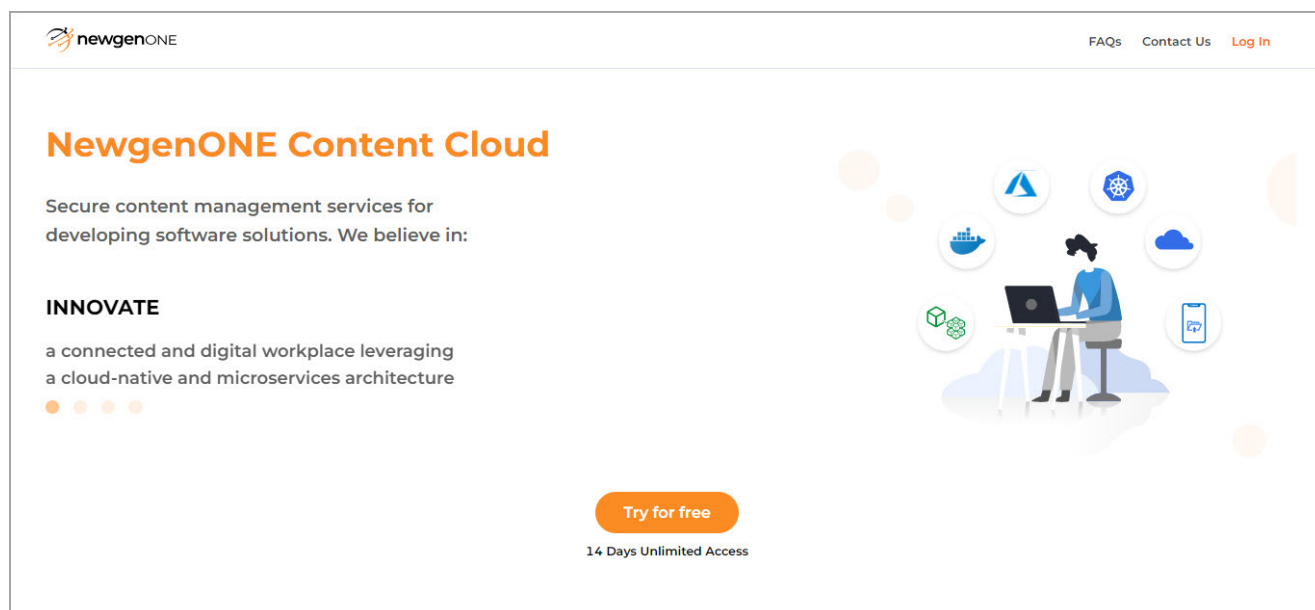 newgenONE
FAQs Contact Us Log In
NewgenONE Content Cloud
Secure content management services for
developing software solutions. We believe in:
INNOVATE
a connected and digital workplace leveraging
a cloud-native and microservices architecture
Try for free
14 Days Unlimited Access